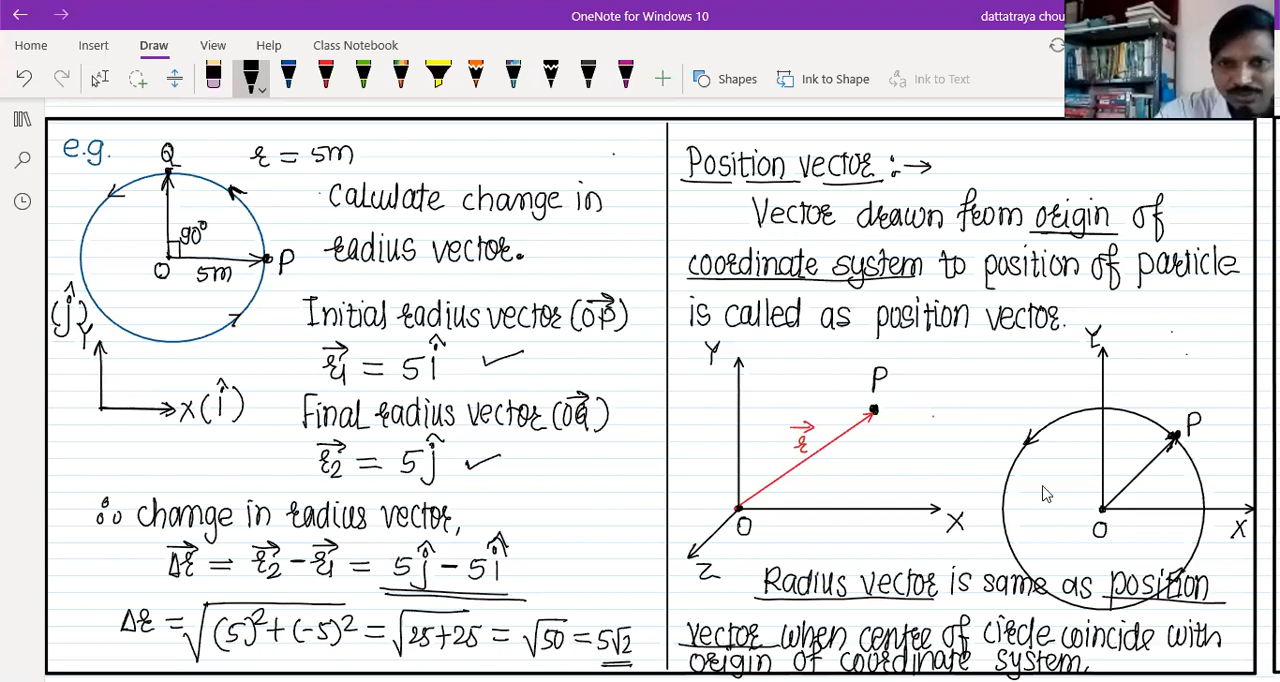 OneNote for Windows 10
dattatraya chou
Home Insert Draw View Help Class Notebook
Shapes Ink to Shape Ink to Text
e.g.
Q
r = 5m
90°
O
P
5m
Calculate change in
radius vector.
(ĵ)
Y
X(î)
Initial radius vector (OP⃗)
r₁⃗ = 5î ✓
Final radius vector (OQ⃗)
r₂⃗ = 5ĵ ✓
∴ change in radius vector,
Δr⃗ = r₂⃗ - r₁⃗ = 5ĵ - 5î
Δr = √((5)²+(-5)²) = √(25+25) = √50 = 5√2
Position vector :→
Vector drawn from origin of
coordinate system to position of particle
is called as position vector.
Y
P
r⃗
O
X
Z
Y
P
O
X
Radius vector is same as position
vector when centre of circle coincide with
origin of coordinate system.